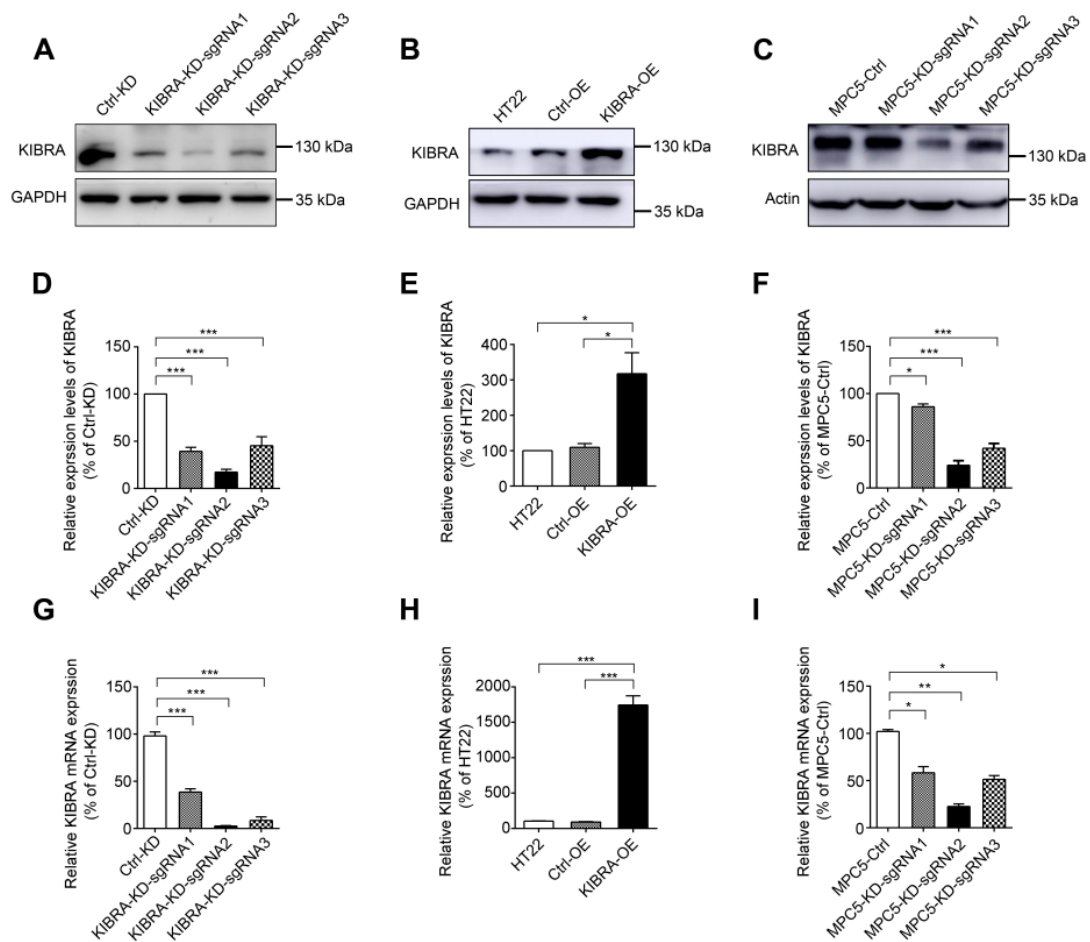 A
Ctrl-KD
KIBRA-KD-sgRNA1
KIBRA-KD-sgRNA2
KIBRA-KD-sgRNA3
KIBRA
130 kDa
GAPDH
35 kDa
B
HT22
Ctrl-OE
KIBRA-OE
KIBRA
130 kDa
GAPDH
35 kDa
C
MPC5-Ctrl
MPC5-KD-sgRNA1
MPC5-KD-sgRNA2
MPC5-KD-sgRNA3
KIBRA
130 kDa
Actin
35 kDa
D
Relative exprssion levels of KIBRA
(% of Ctrl-KD)
150
100
50
0
***
***
***
Ctrl-KD
KIBRA-KD-sgRNA1
KIBRA-KD-sgRNA2
KIBRA-KD-sgRNA3
E
Relative exprssion levels of KIBRA
(% of HT22)
400
300
200
100
0
*
*
HT22
Ctrl-OE
KIBRA-OE
F
Relative exprssion levels of KIBRA
(% of MPC5-Ctrl)
150
100
50
0
***
***
*
MPC5-Ctrl
MPC5-KD-sgRNA1
MPC5-KD-sgRNA2
MPC5-KD-sgRNA3
G
Relative KIBRA mRNA exprssion
(% of Ctrl-KD)
150
100
50
0
***
***
***
Ctrl-KD
KIBRA-KD-sgRNA1
KIBRA-KD-sgRNA2
KIBRA-KD-sgRNA3
H
Relative KIBRA mRNA exprssion
(% of HT22)
2000
1500
1000
500
0
***
***
HT22
Ctrl-OE
KIBRA-OE
I
Relative KIBRA mRNA exprssion
(% of MPC5-Ctrl)
150
100
50
0
*
**
*
MPC5-Ctrl
MPC5-KD-sgRNA1
MPC5-KD-sgRNA2
MPC5-KD-sgRNA3